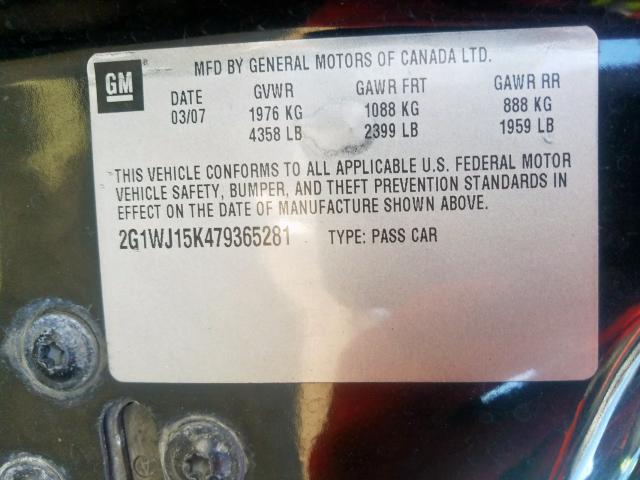 GM
MFD BY GENERAL MOTORS OF CANADA LTD.
DATE GVWR GAWR FRT GAWR RR
03/07 1976 KG 1088 KG 888 KG
4358 LB 2399 LB 1959 LB
THIS VEHICLE CONFORMS TO ALL APPLICABLE U.S. FEDERAL MOTOR
VEHICLE SAFETY, BUMPER, AND THEFT PREVENTION STANDARDS IN
EFFECT ON THE DATE OF MANUFACTURE SHOWN ABOVE.
2G1WJ15K479365281 TYPE: PASS CAR